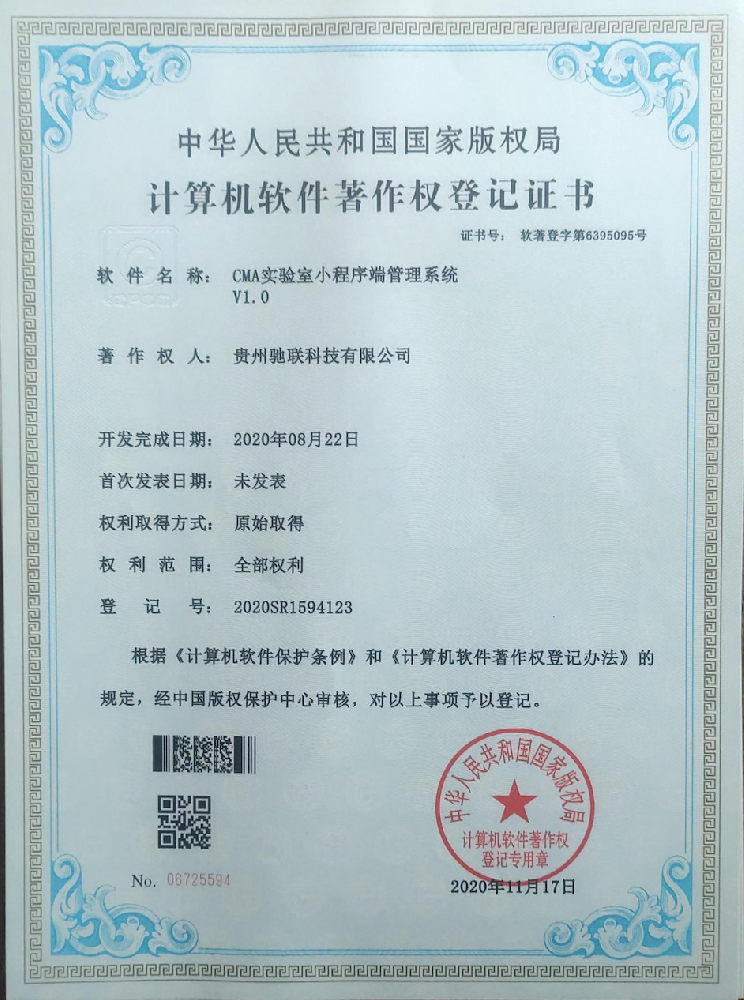 中华人民共和国国家版权局
计算机软件著作权登记证书
证书号： 软著登字第6395095号
软件名称： CMA实验室小程序端管理系统
V1.0
著作权人： 贵州驰联科技有限公司
开发完成日期： 2020年08月22日
首次发表日期： 未发表
权利取得方式： 原始取得
权利范围： 全部权利
登记号： 2020SR1594123
根据《计算机软件保护条例》和《计算机软件著作权登记办法》的
规定，经中国版权保护中心审核，对以上事项予以登记。
中华人民共和国国家版权局
计算机软件著作权
登记专用章
No. 06725594
2020年11月17日